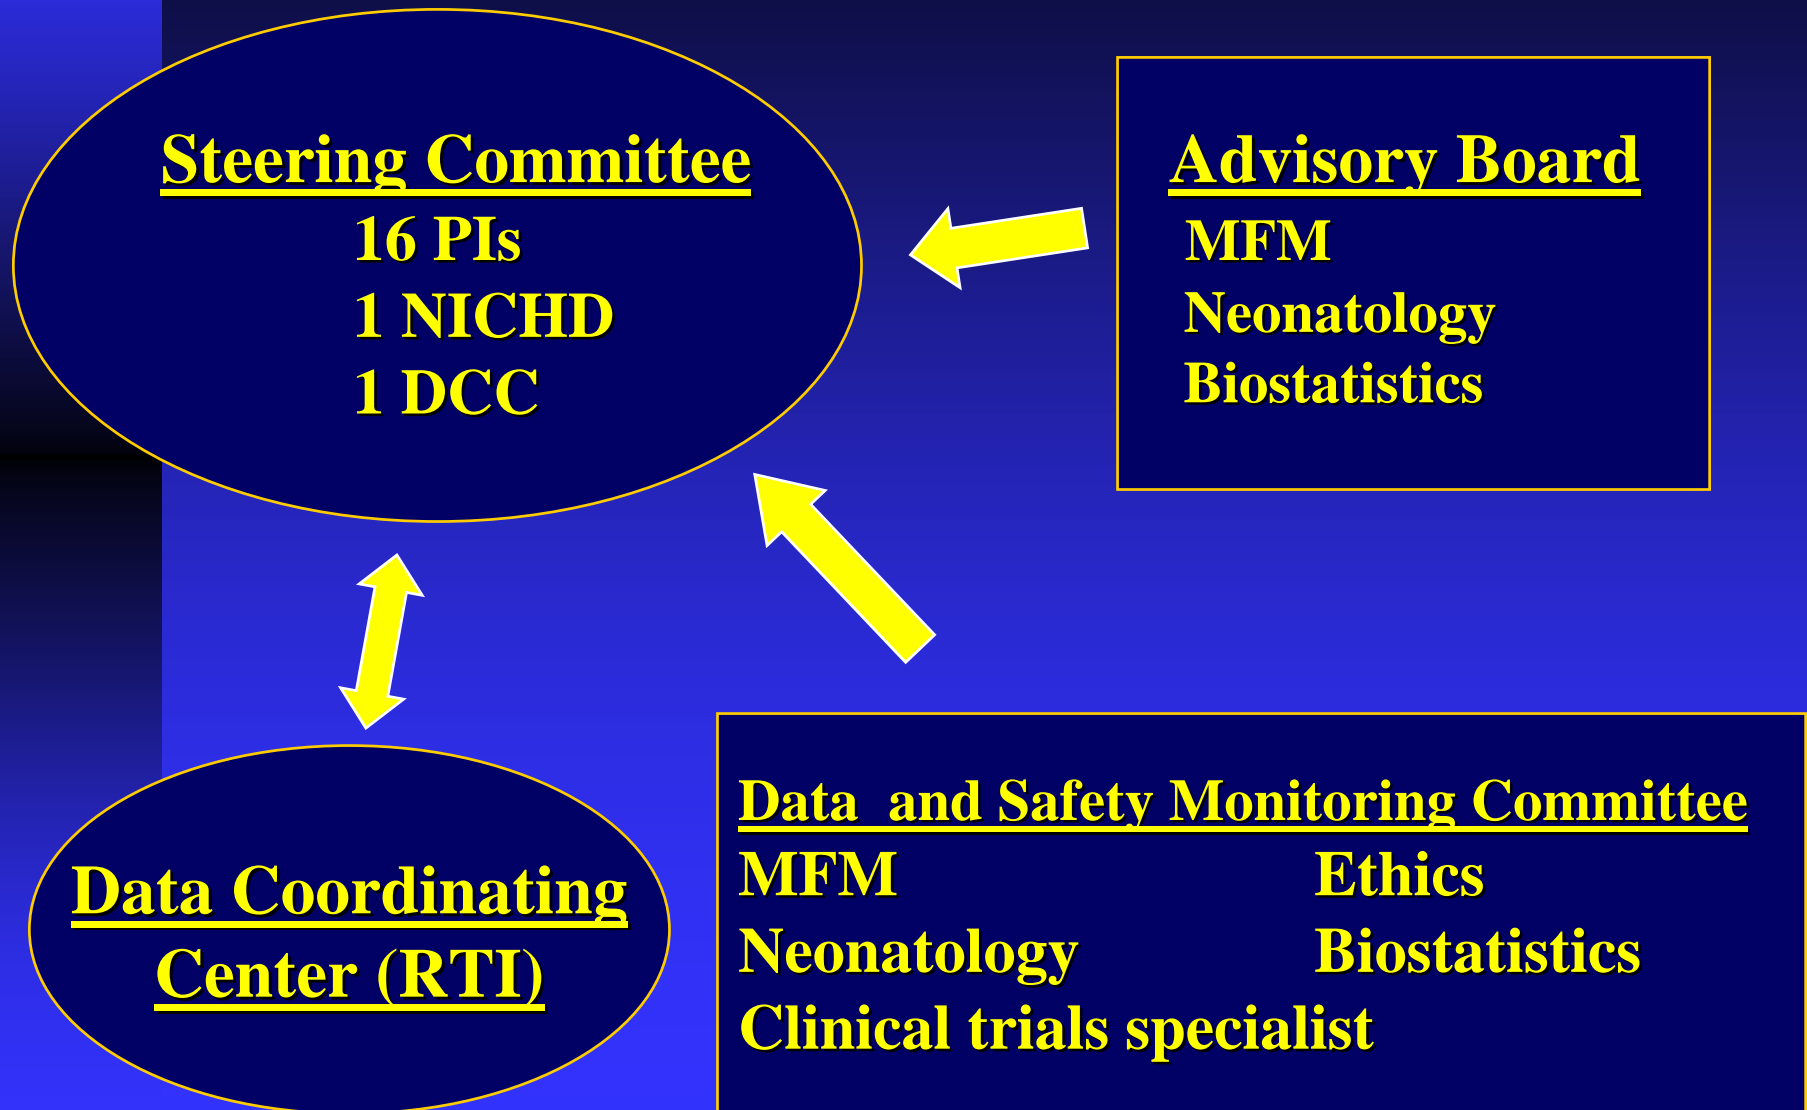 Steering Committee
16 PIs
1 NICHD
1 DCC
Advisory Board
MFM
Neonatology
Biostatistics
Data Coordinating
Center (RTI)
Data  and Safety Monitoring Committee
MFM Ethics
Neonatology Biostatistics
Clinical trials specialist